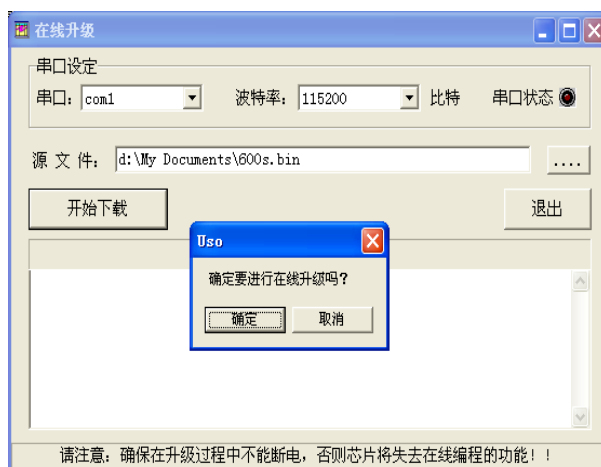 在线升级
串口设定
串口: com1 波特率: 115200 比特 串口状态
源 文 件: d:\My Documents\600s.bin ....
开始下载 退出
Uso
确定要进行在线升级吗?
确定 取消
请注意: 确保在升级过程中不能断电, 否则芯片将失去在线编程的功能!!